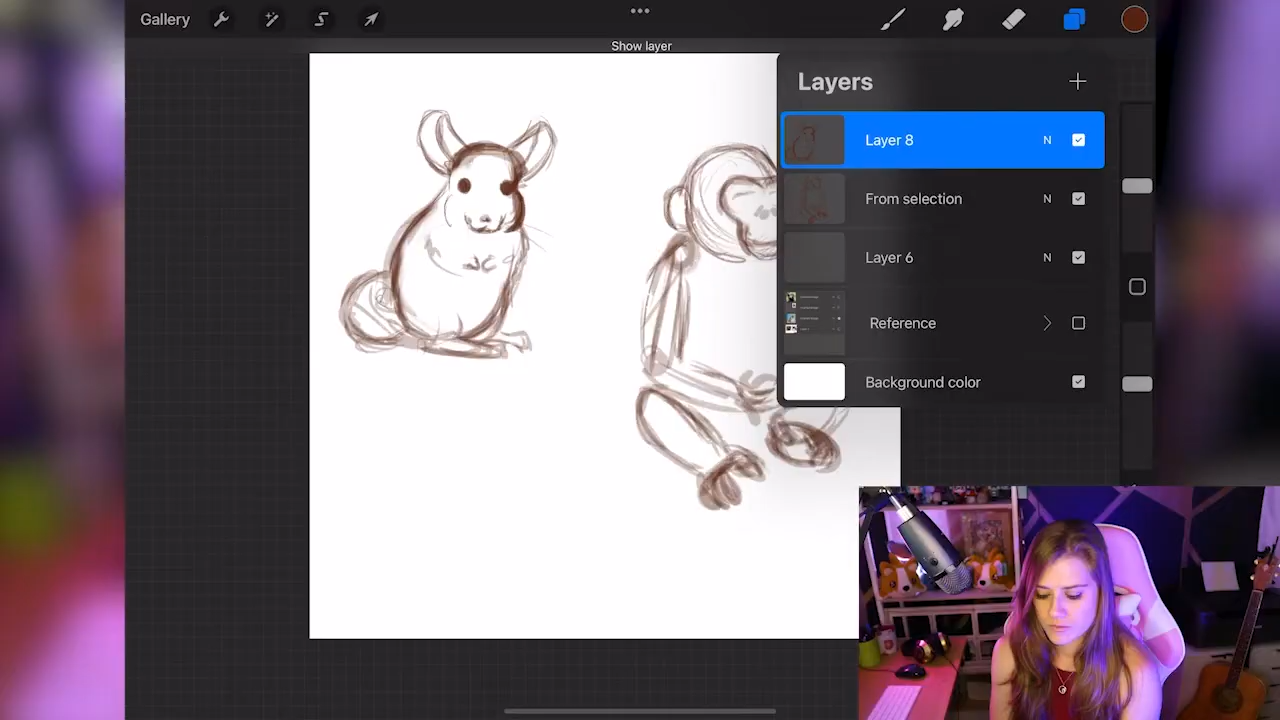 Gallery
Show layer
Layers
Layer 8 N
From selection N
Layer 6 N
Reference
Background color